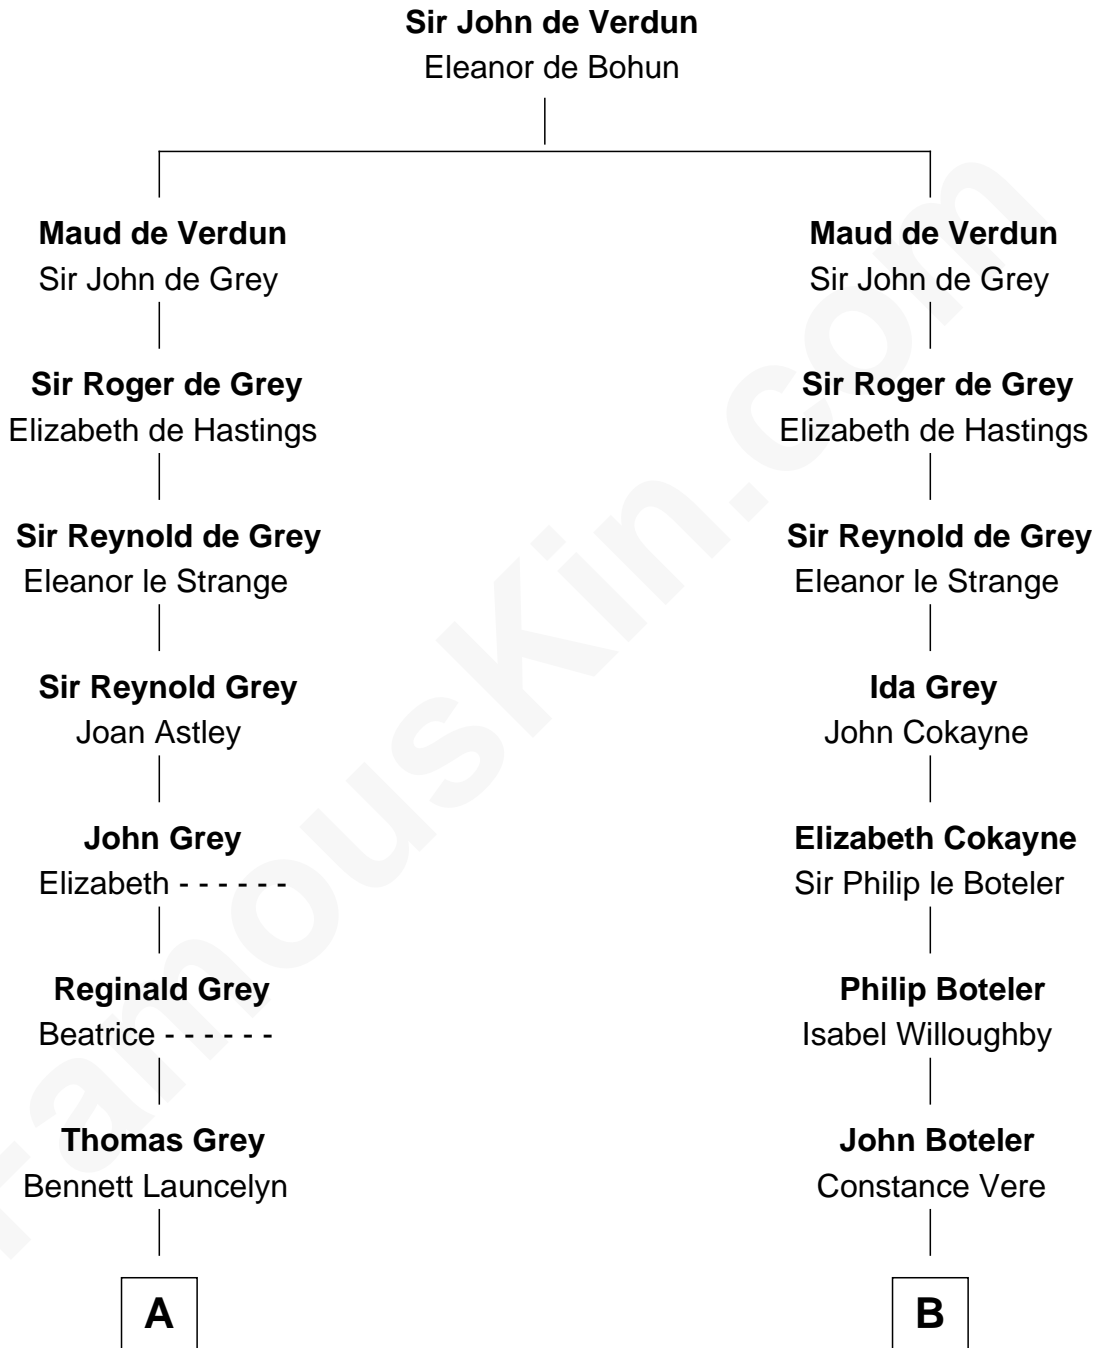 Sir John de Verdun
Eleanor de Bohun
Maud de Verdun
Sir John de Grey
Maud de Verdun
Sir John de Grey
Sir Roger de Grey
Elizabeth de Hastings
Sir Roger de Grey
Elizabeth de Hastings
Sir Reynold de Grey
Eleanor le Strange
Sir Reynold de Grey
Eleanor le Strange
Sir Reynold Grey
Joan Astley
Ida Grey
John Cokayne
John Grey
Elizabeth - - - - - -
Elizabeth Cokayne
Sir Philip le Boteler
Reginald Grey
Beatrice - - - - - -
Philip Boteler
Isabel Willoughby
Thomas Grey
Bennett Launcelyn
John Boteler
Constance Vere
A
B
FamousKin.com